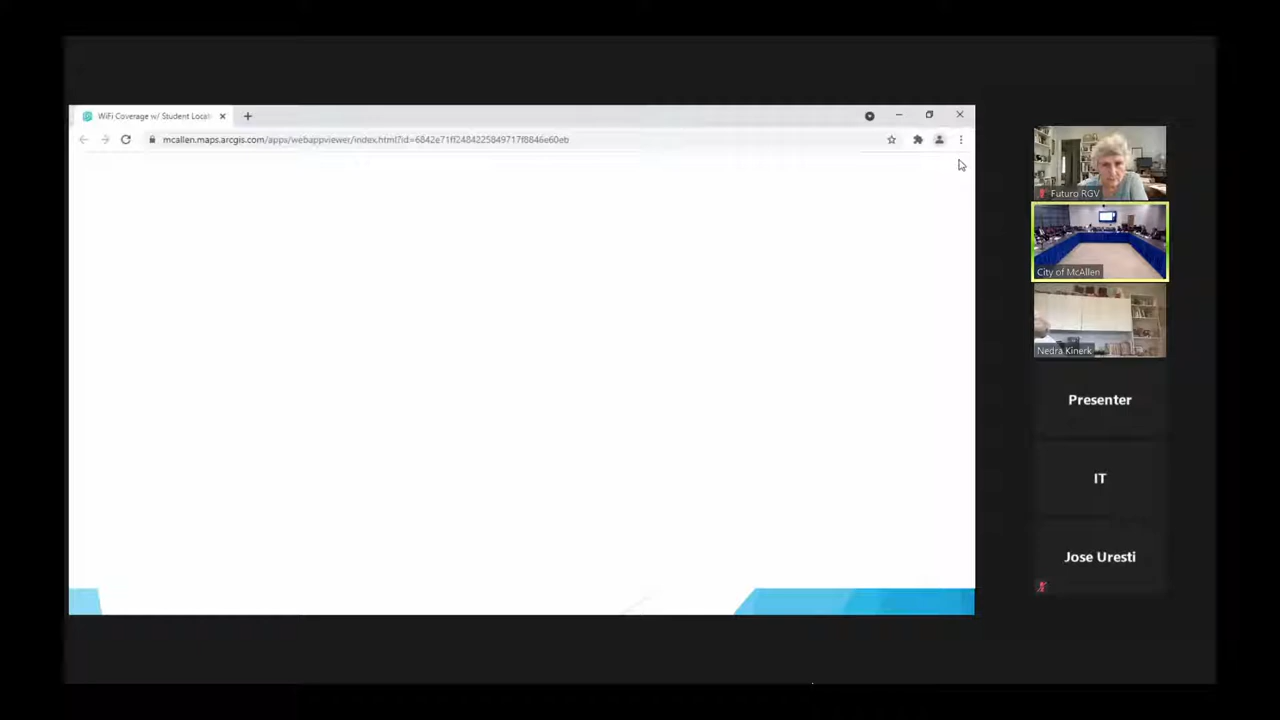 WiFi Coverage w/ Student Locat
mcallen.maps.arcgis.com/apps/webappviewer/index.html?id=6842e71ff2484225849717f8846e60eb
Futuro RGV
City of McAllen
Nedra Kinerk
Presenter
IT
Jose Uresti